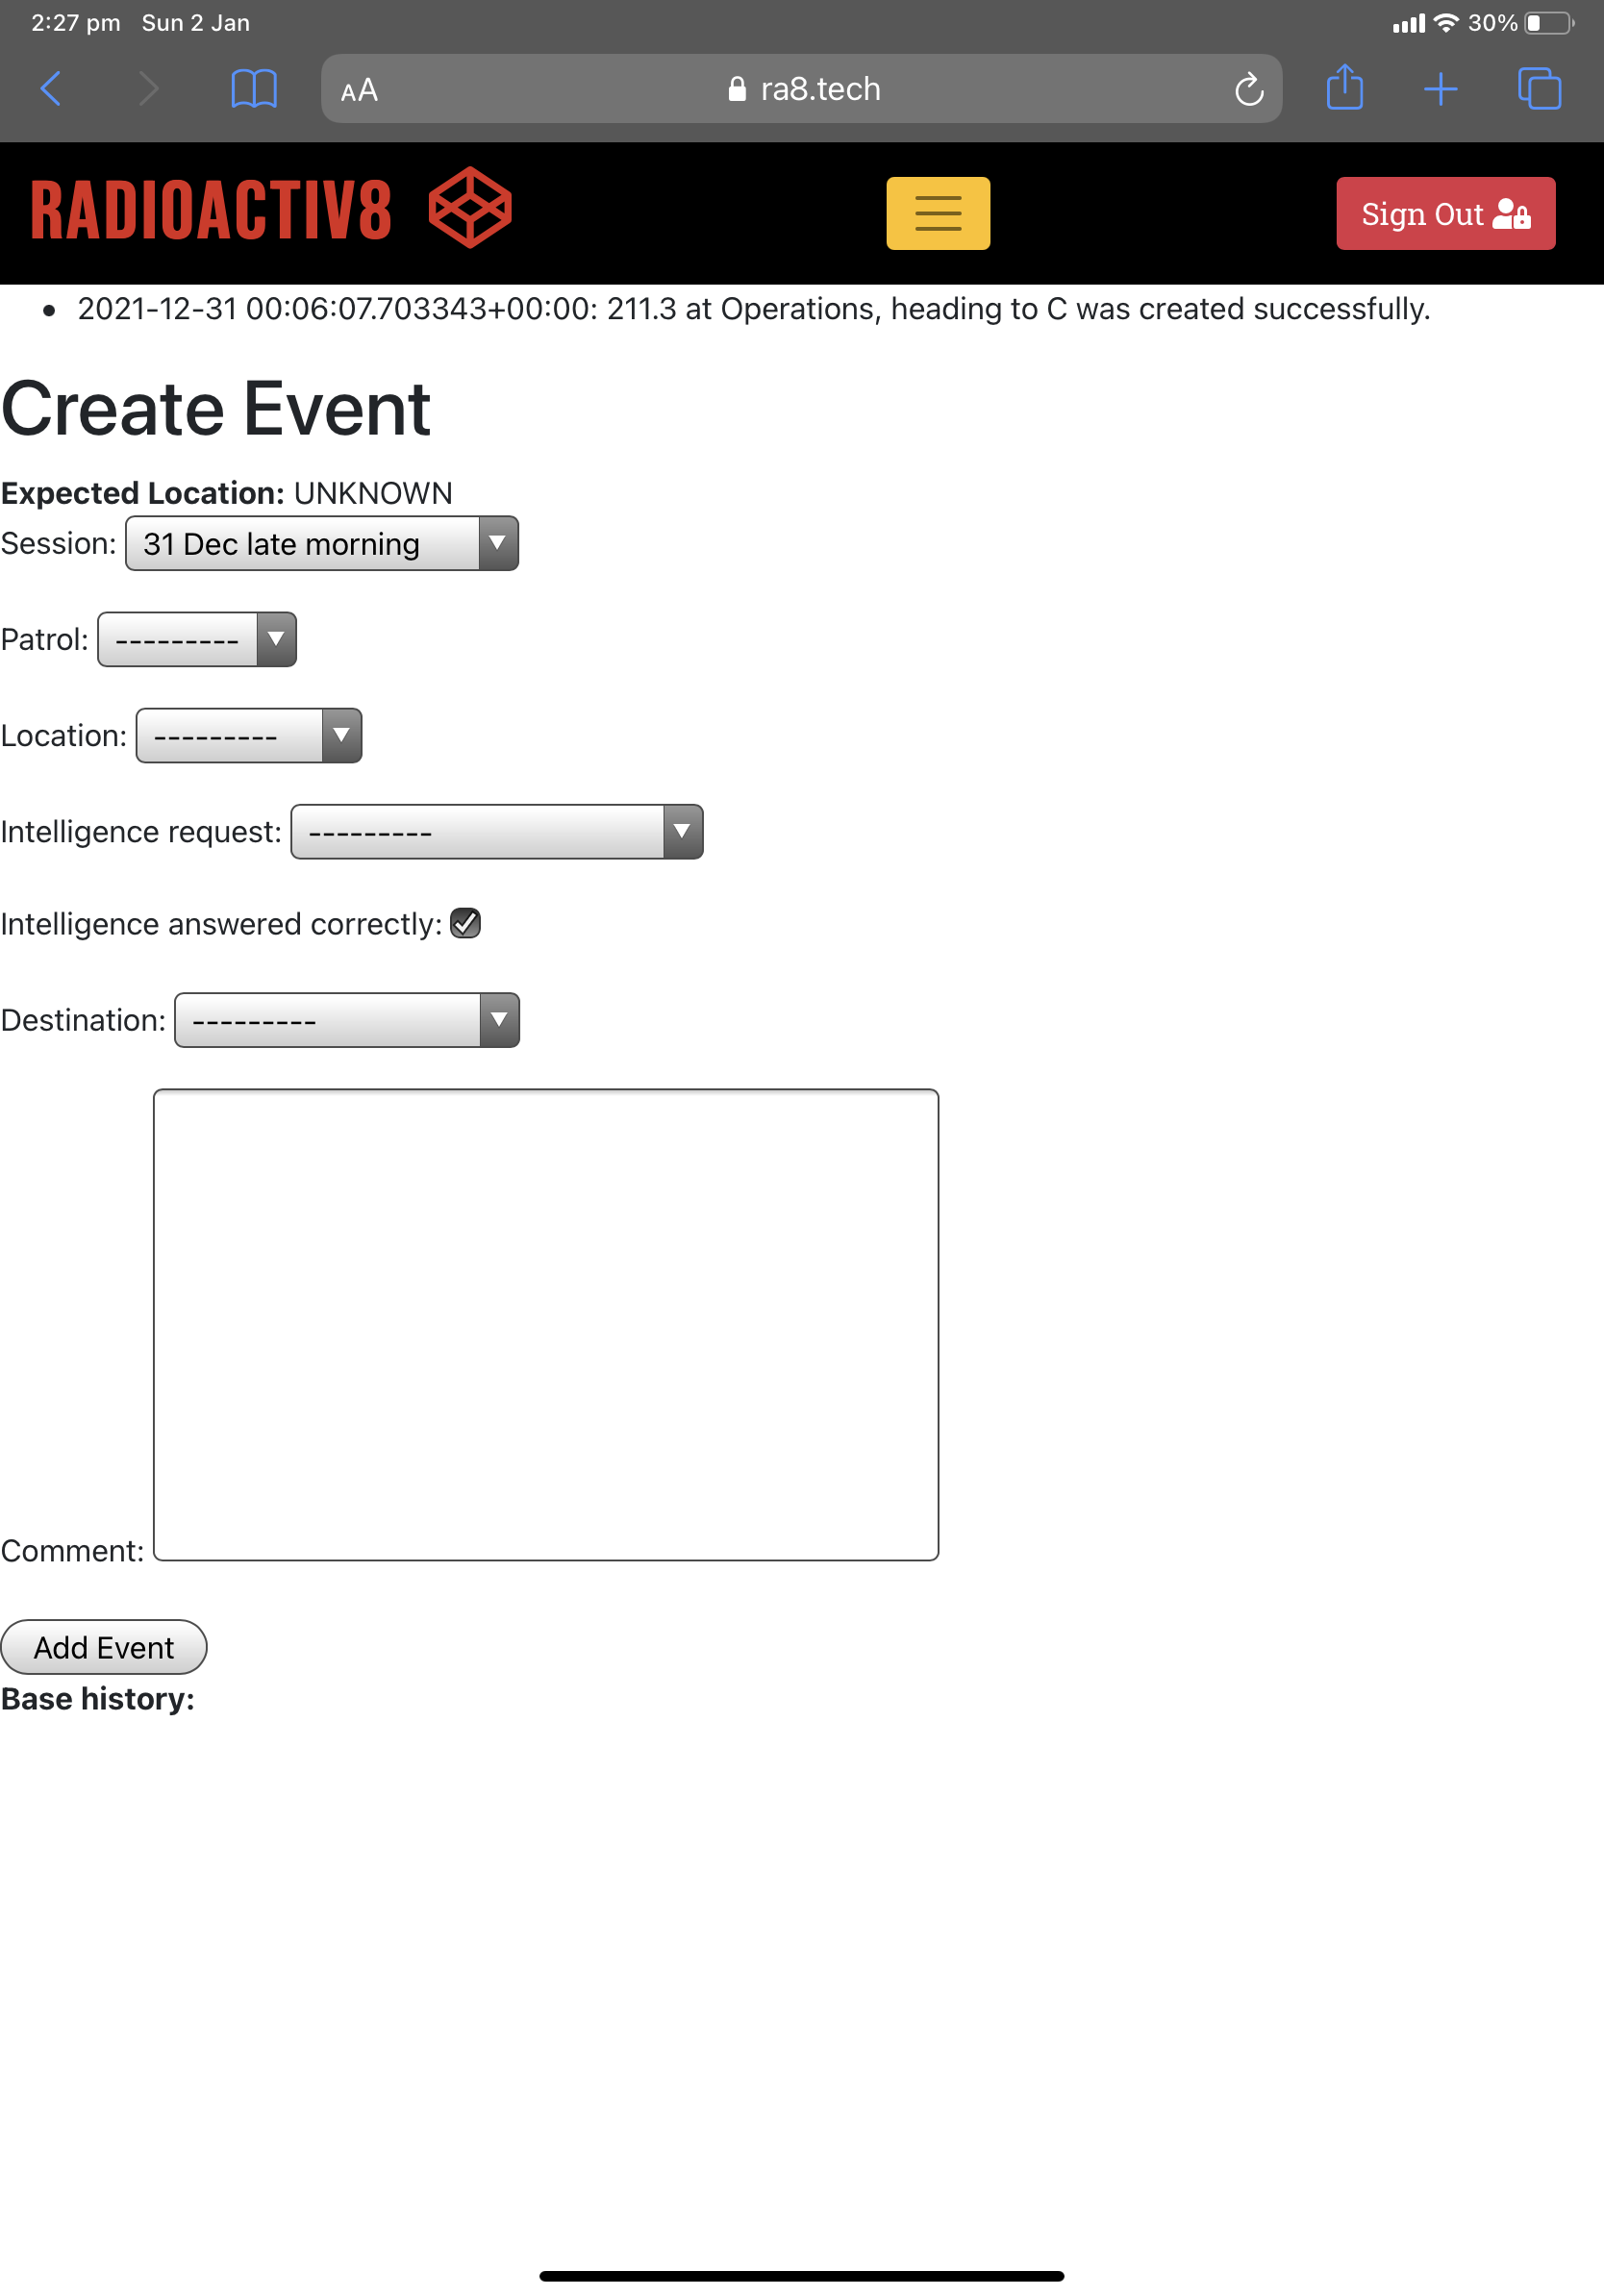 2:27 pm Sun 2 Jan 30%
AA ra8.tech
RADIOACTIV8 Sign Out
• 2021-12-31 00:06:07.703343+00:00: 211.3 at Operations, heading to C was created successfully.
Create Event
Expected Location: UNKNOWN
Session: 31 Dec late morning
Patrol: ---------
Location: ---------
Intelligence request: ---------
Intelligence answered correctly:
Destination: ---------
Comment:
Add Event
Base history: